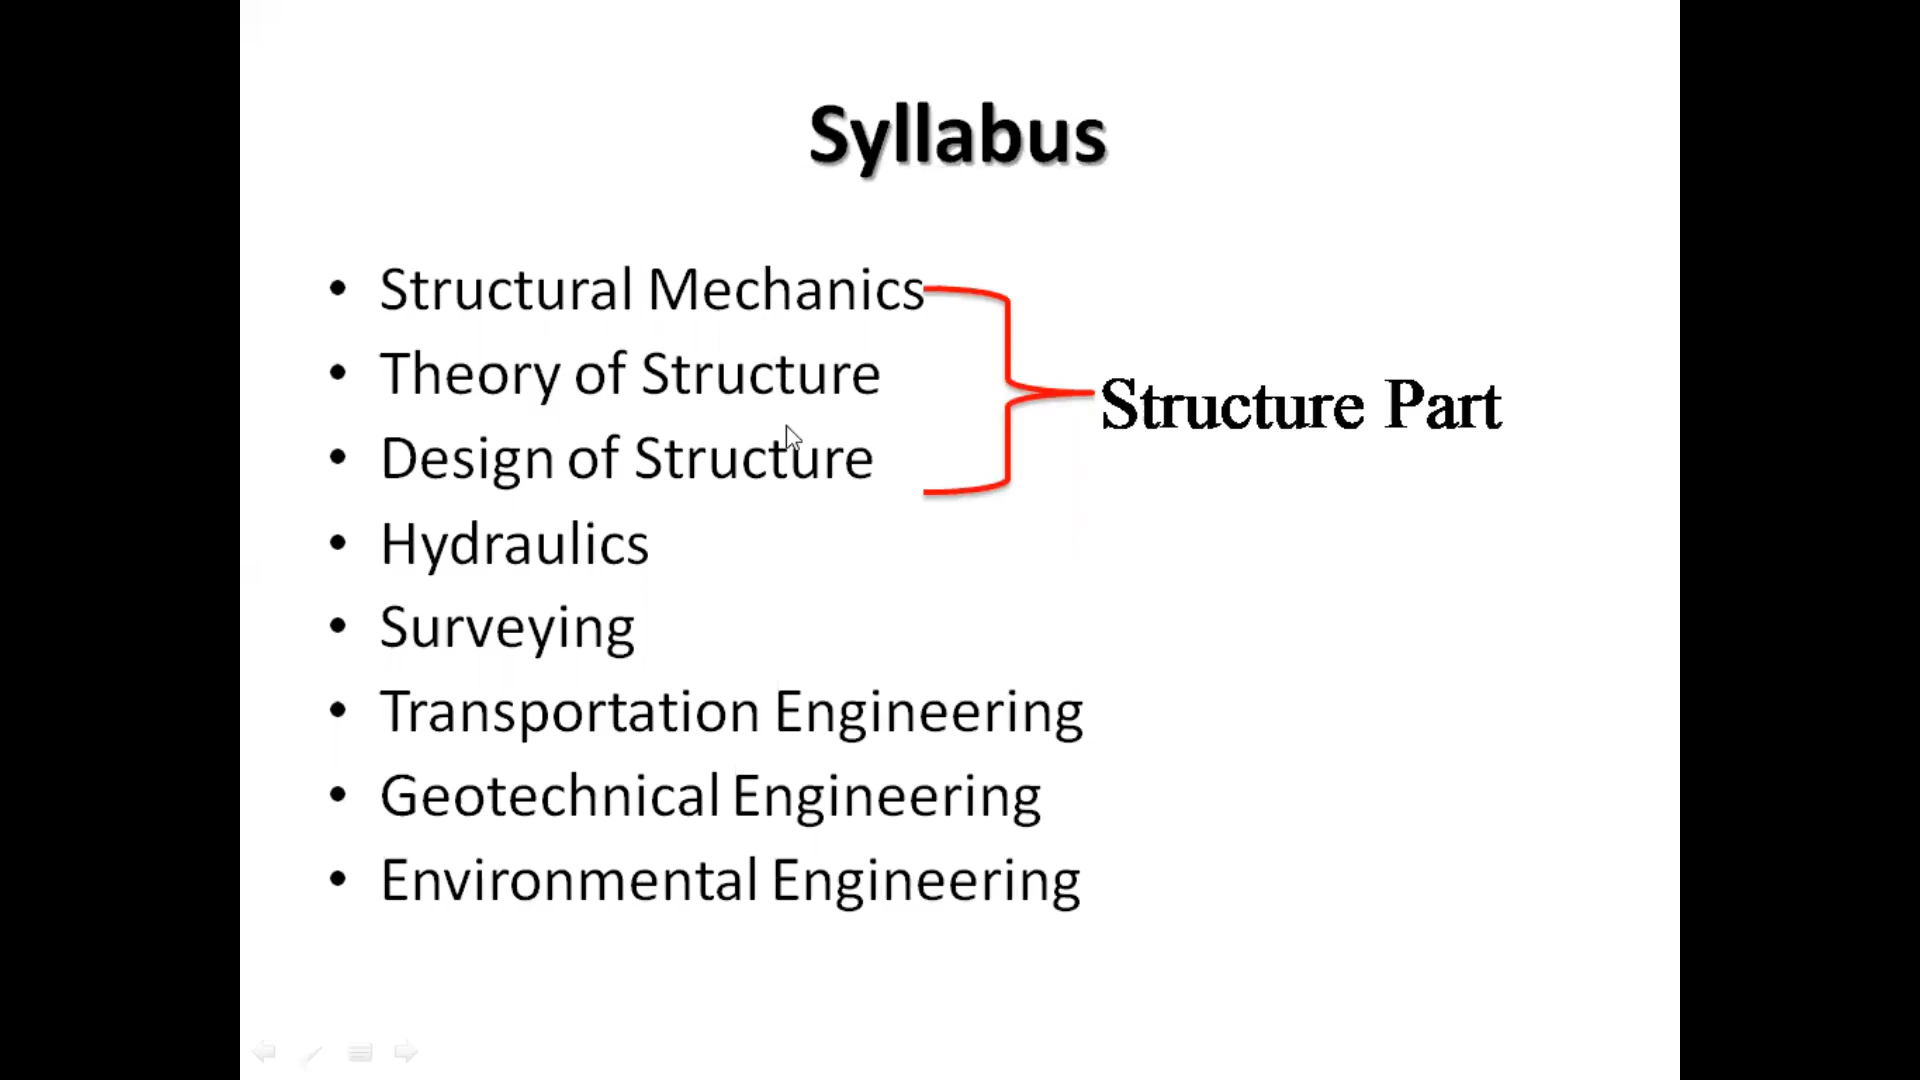 Syllabus
• Structural Mechanics
• Theory of Structure
• Design of Structure
Structure Part
• Hydraulics
• Surveying
• Transportation Engineering
• Geotechnical Engineering
• Environmental Engineering